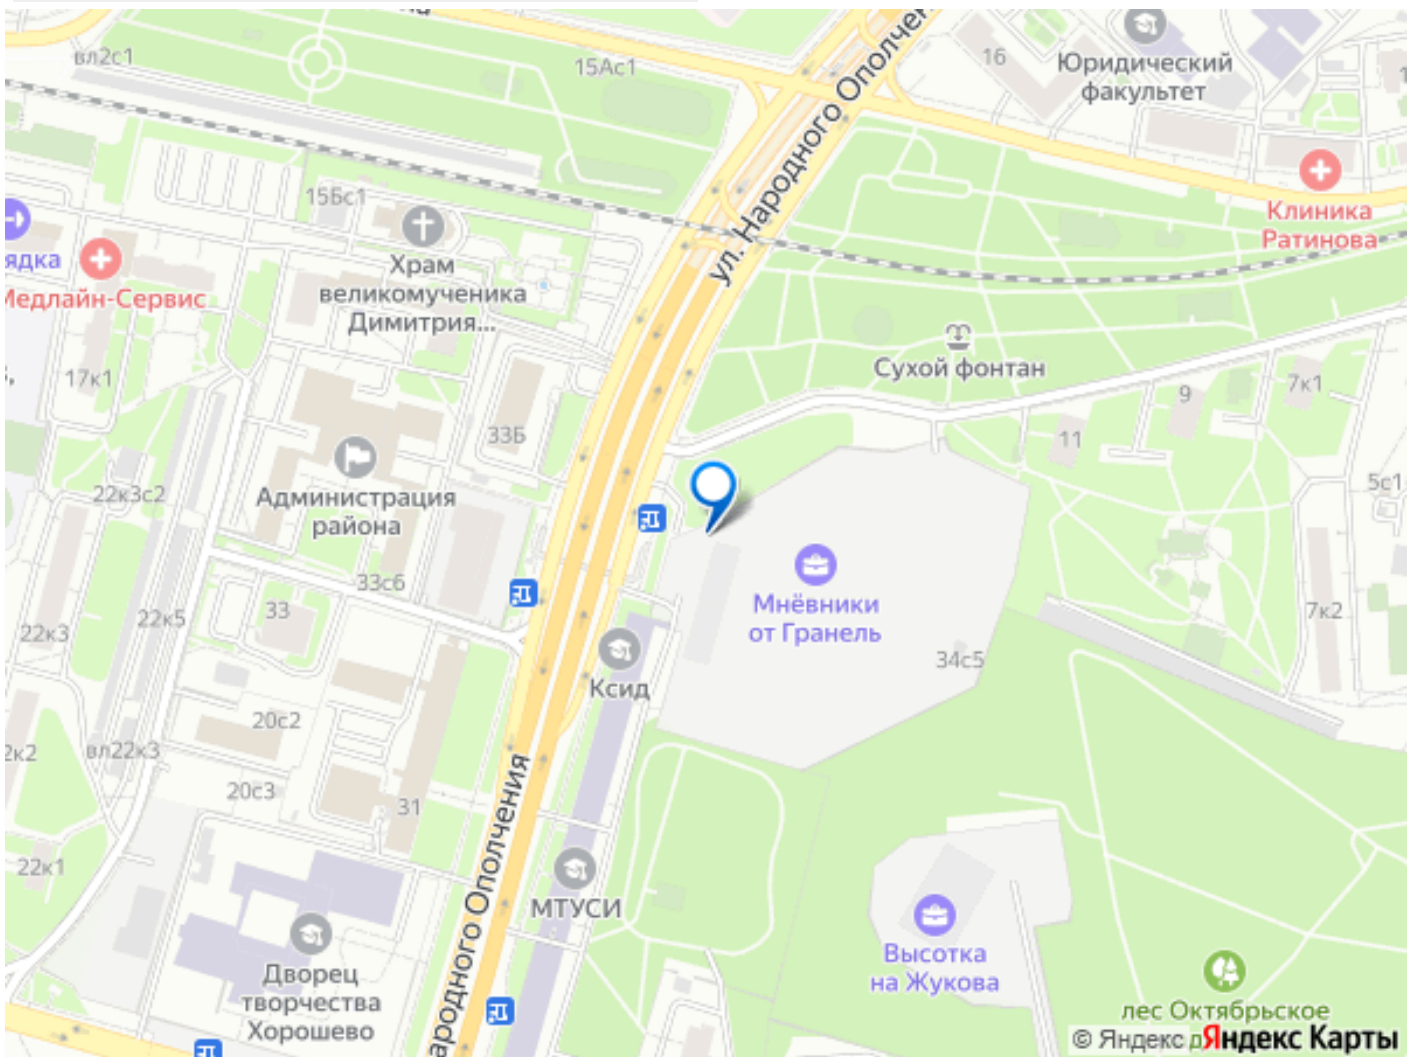 вл2с1
15Ас1
16
Юридический
факультет
ул. Народного Ополчен
15Бс1
Клиника
Ратинова
ядка
Медлайн-Сервис
Храм
великомученика
Димитрия...
Сухой фонтан
17к1
7к1
9
11
33Б
5с1
22к3с2
Администрация
района
33с6
Мнёвники
от Гранель
33
22к5
22к3
7к2
34с5
Ксид
20с2
вл22к3
2к2
20с3
31
22к1
ародного Ополчения
МТУСИ
Дворец
творчества
Хорошево
Высотка
на Жукова
лес Октябрьское
© Яндекс
Яндекс Карты